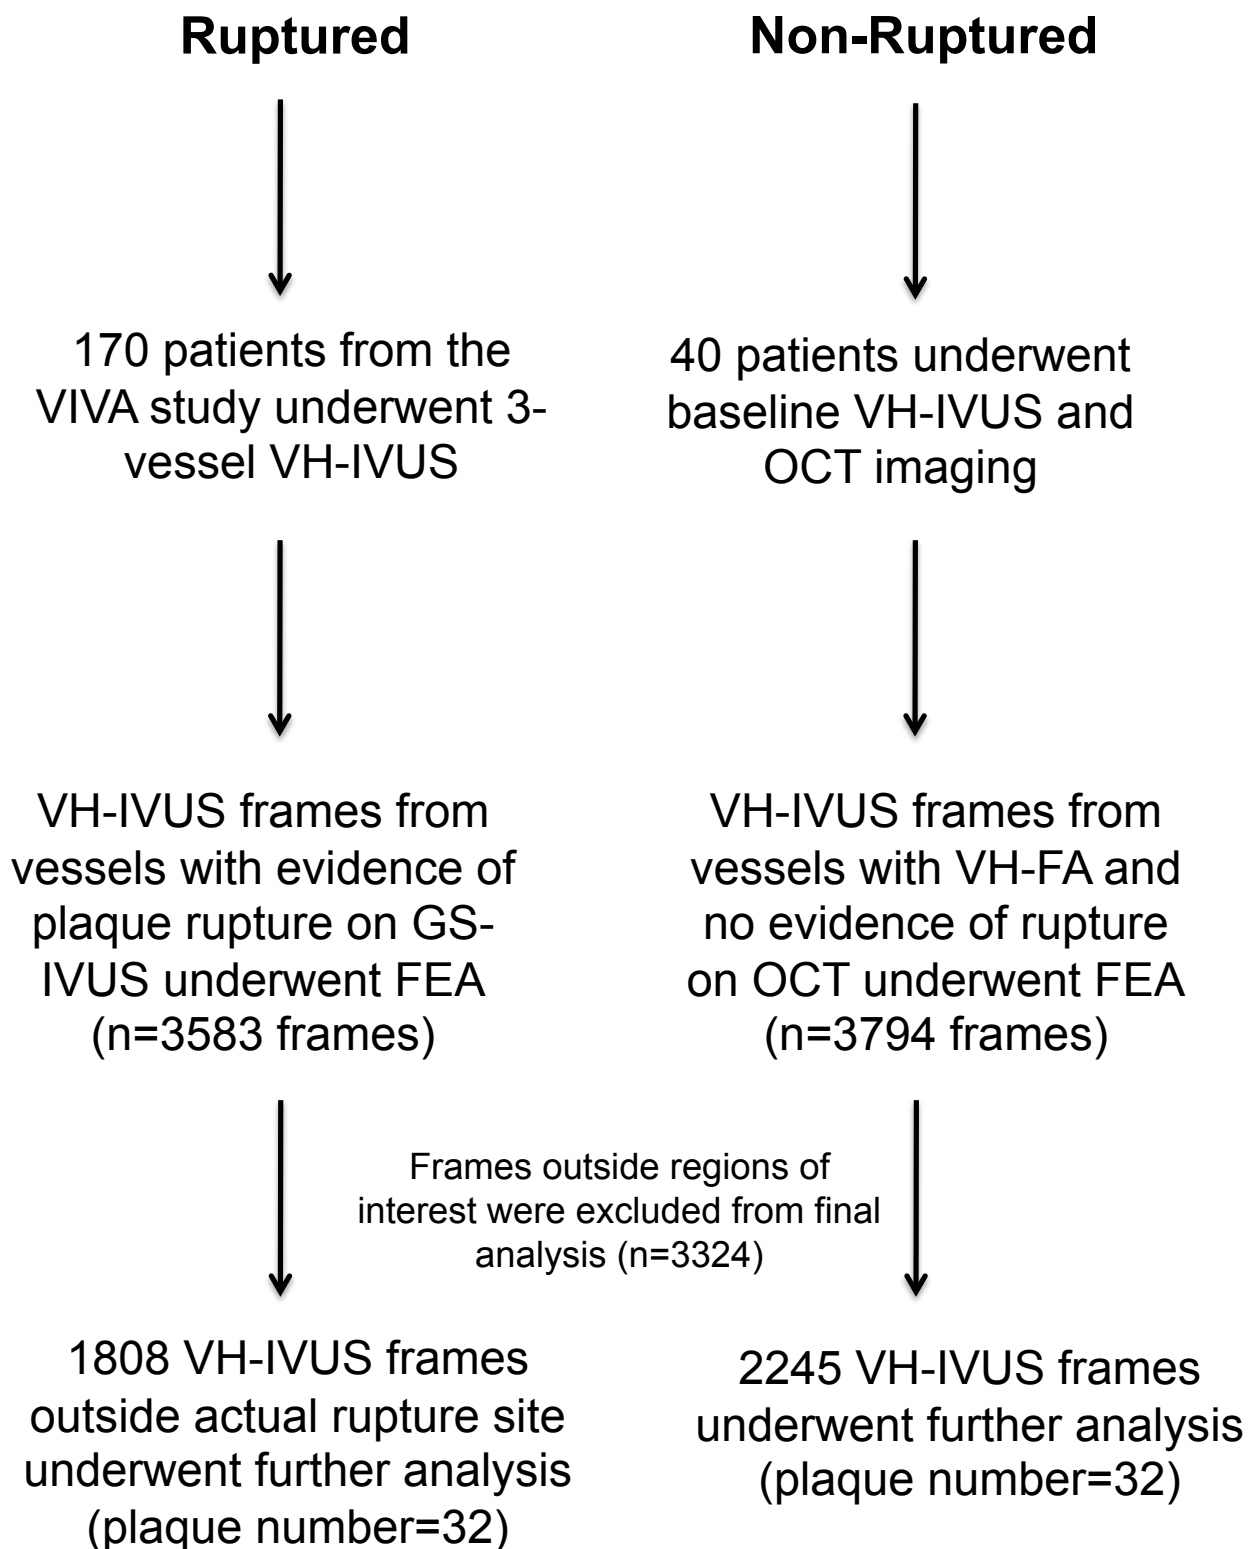 Ruptured
Non-Ruptured
170 patients from the
VIVA study underwent 3-
vessel VH-IVUS
40 patients underwent
baseline VH-IVUS and
OCT imaging
VH-IVUS frames from
vessels with evidence of
plaque rupture on GS-
IVUS underwent FEA
(n=3583 frames)
VH-IVUS frames from
vessels with VH-FA and
no evidence of rupture
on OCT underwent FEA
(n=3794 frames)
Frames outside regions of
interest were excluded from final
analysis (n=3324)
1808 VH-IVUS frames
outside actual rupture site
underwent further analysis
(plaque number=32)
2245 VH-IVUS frames
underwent further analysis
(plaque number=32)